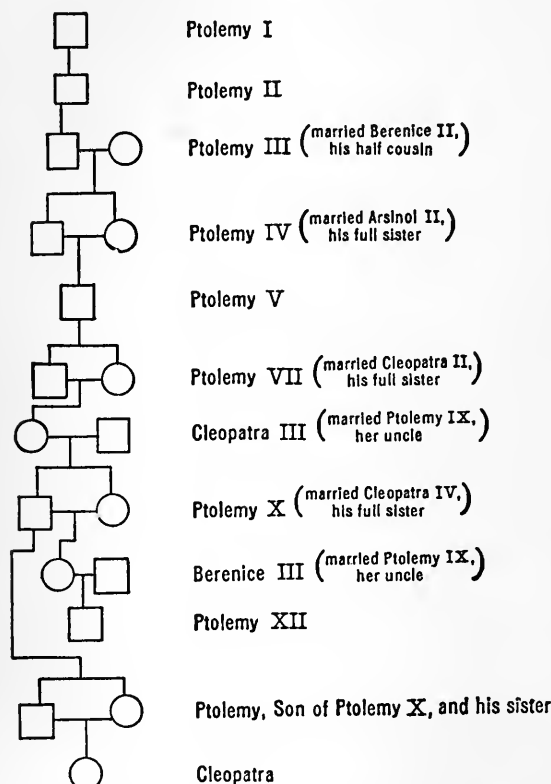 Ptolemy I
Ptolemy II
Ptolemy III (married Berenice II, his half cousin)
Ptolemy IV (married Arsinol II, his full sister)
Ptolemy V
Ptolemy VII (married Cleopatra II, his full sister)
Cleopatra III (married Ptolemy IX, her uncle)
Ptolemy X (married Cleopatra IV, his full sister)
Berenice III (married Ptolemy IX, her uncle)
Ptolemy XII
Ptolemy, Son of Ptolemy X, and his sister
Cleopatra